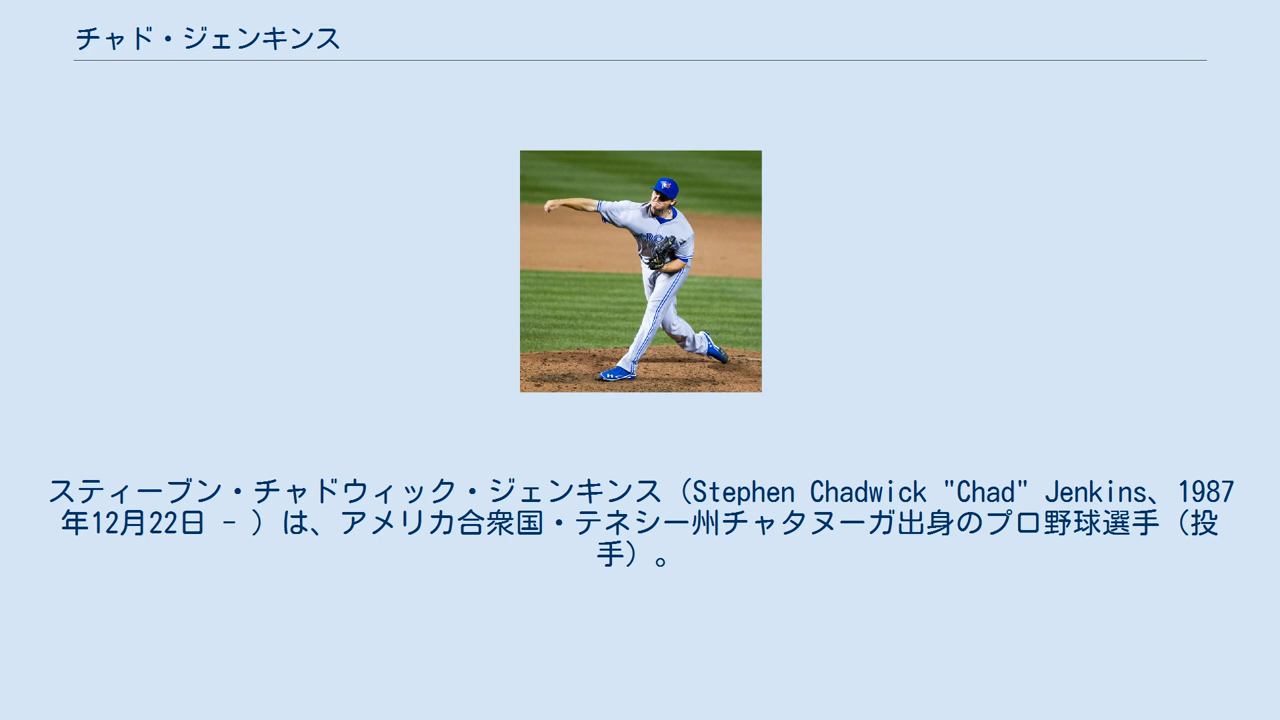 チャド・ジェンキンス
スティーブン・チャドウィック・ジェンキンス（Stephen Chadwick "Chad" Jenkins、1987
年12月22日 - ）は、アメリカ合衆国・テネシー州チャタヌーガ出身のプロ野球選手（投
手）。